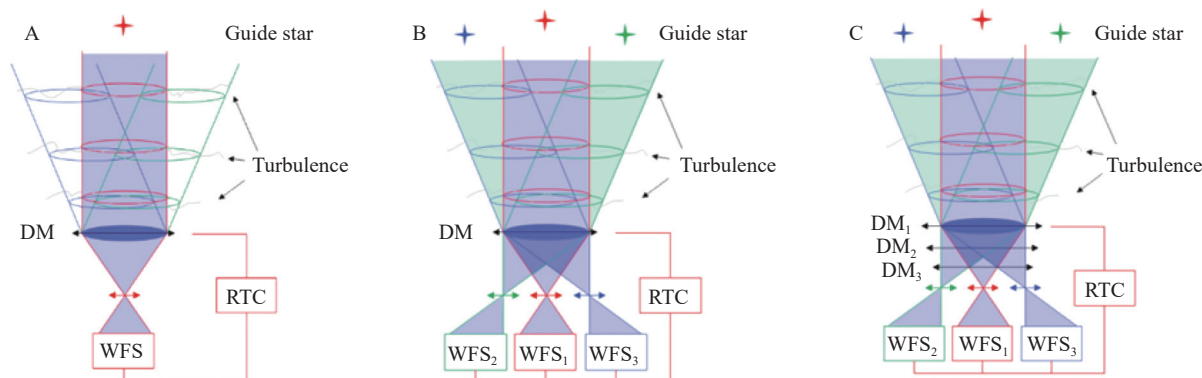 A
Guide star
Turbulence
DM
RTC
WFS
B
Guide star
Turbulence
DM
RTC
WFS₂
WFS₁
WFS₃
C
Guide star
Turbulence
DM₁
DM₂
DM₃
RTC
WFS₂
WFS₁
WFS₃